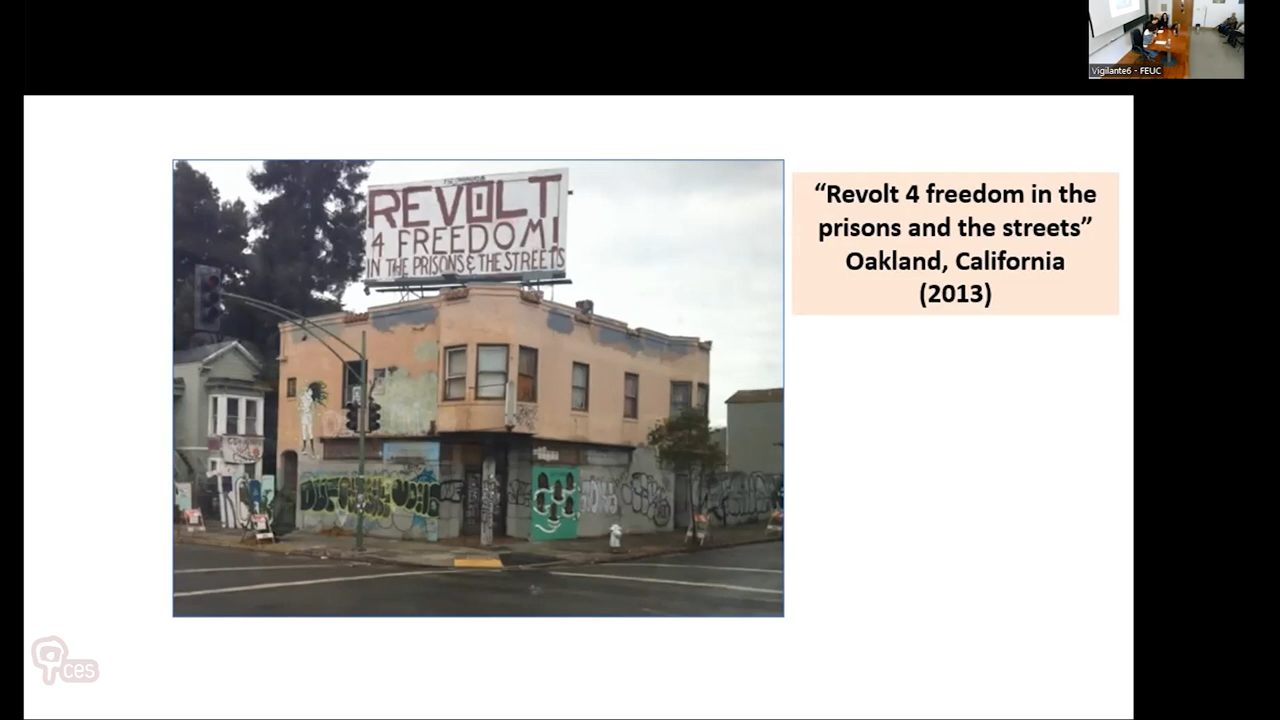 Vigilante6 - FEUC
REVOLT
4 FREEDOM!
IN THE PRISONS & THE STREETS
“Revolt 4 freedom in the
prisons and the streets”
Oakland, California
(2013)
ces